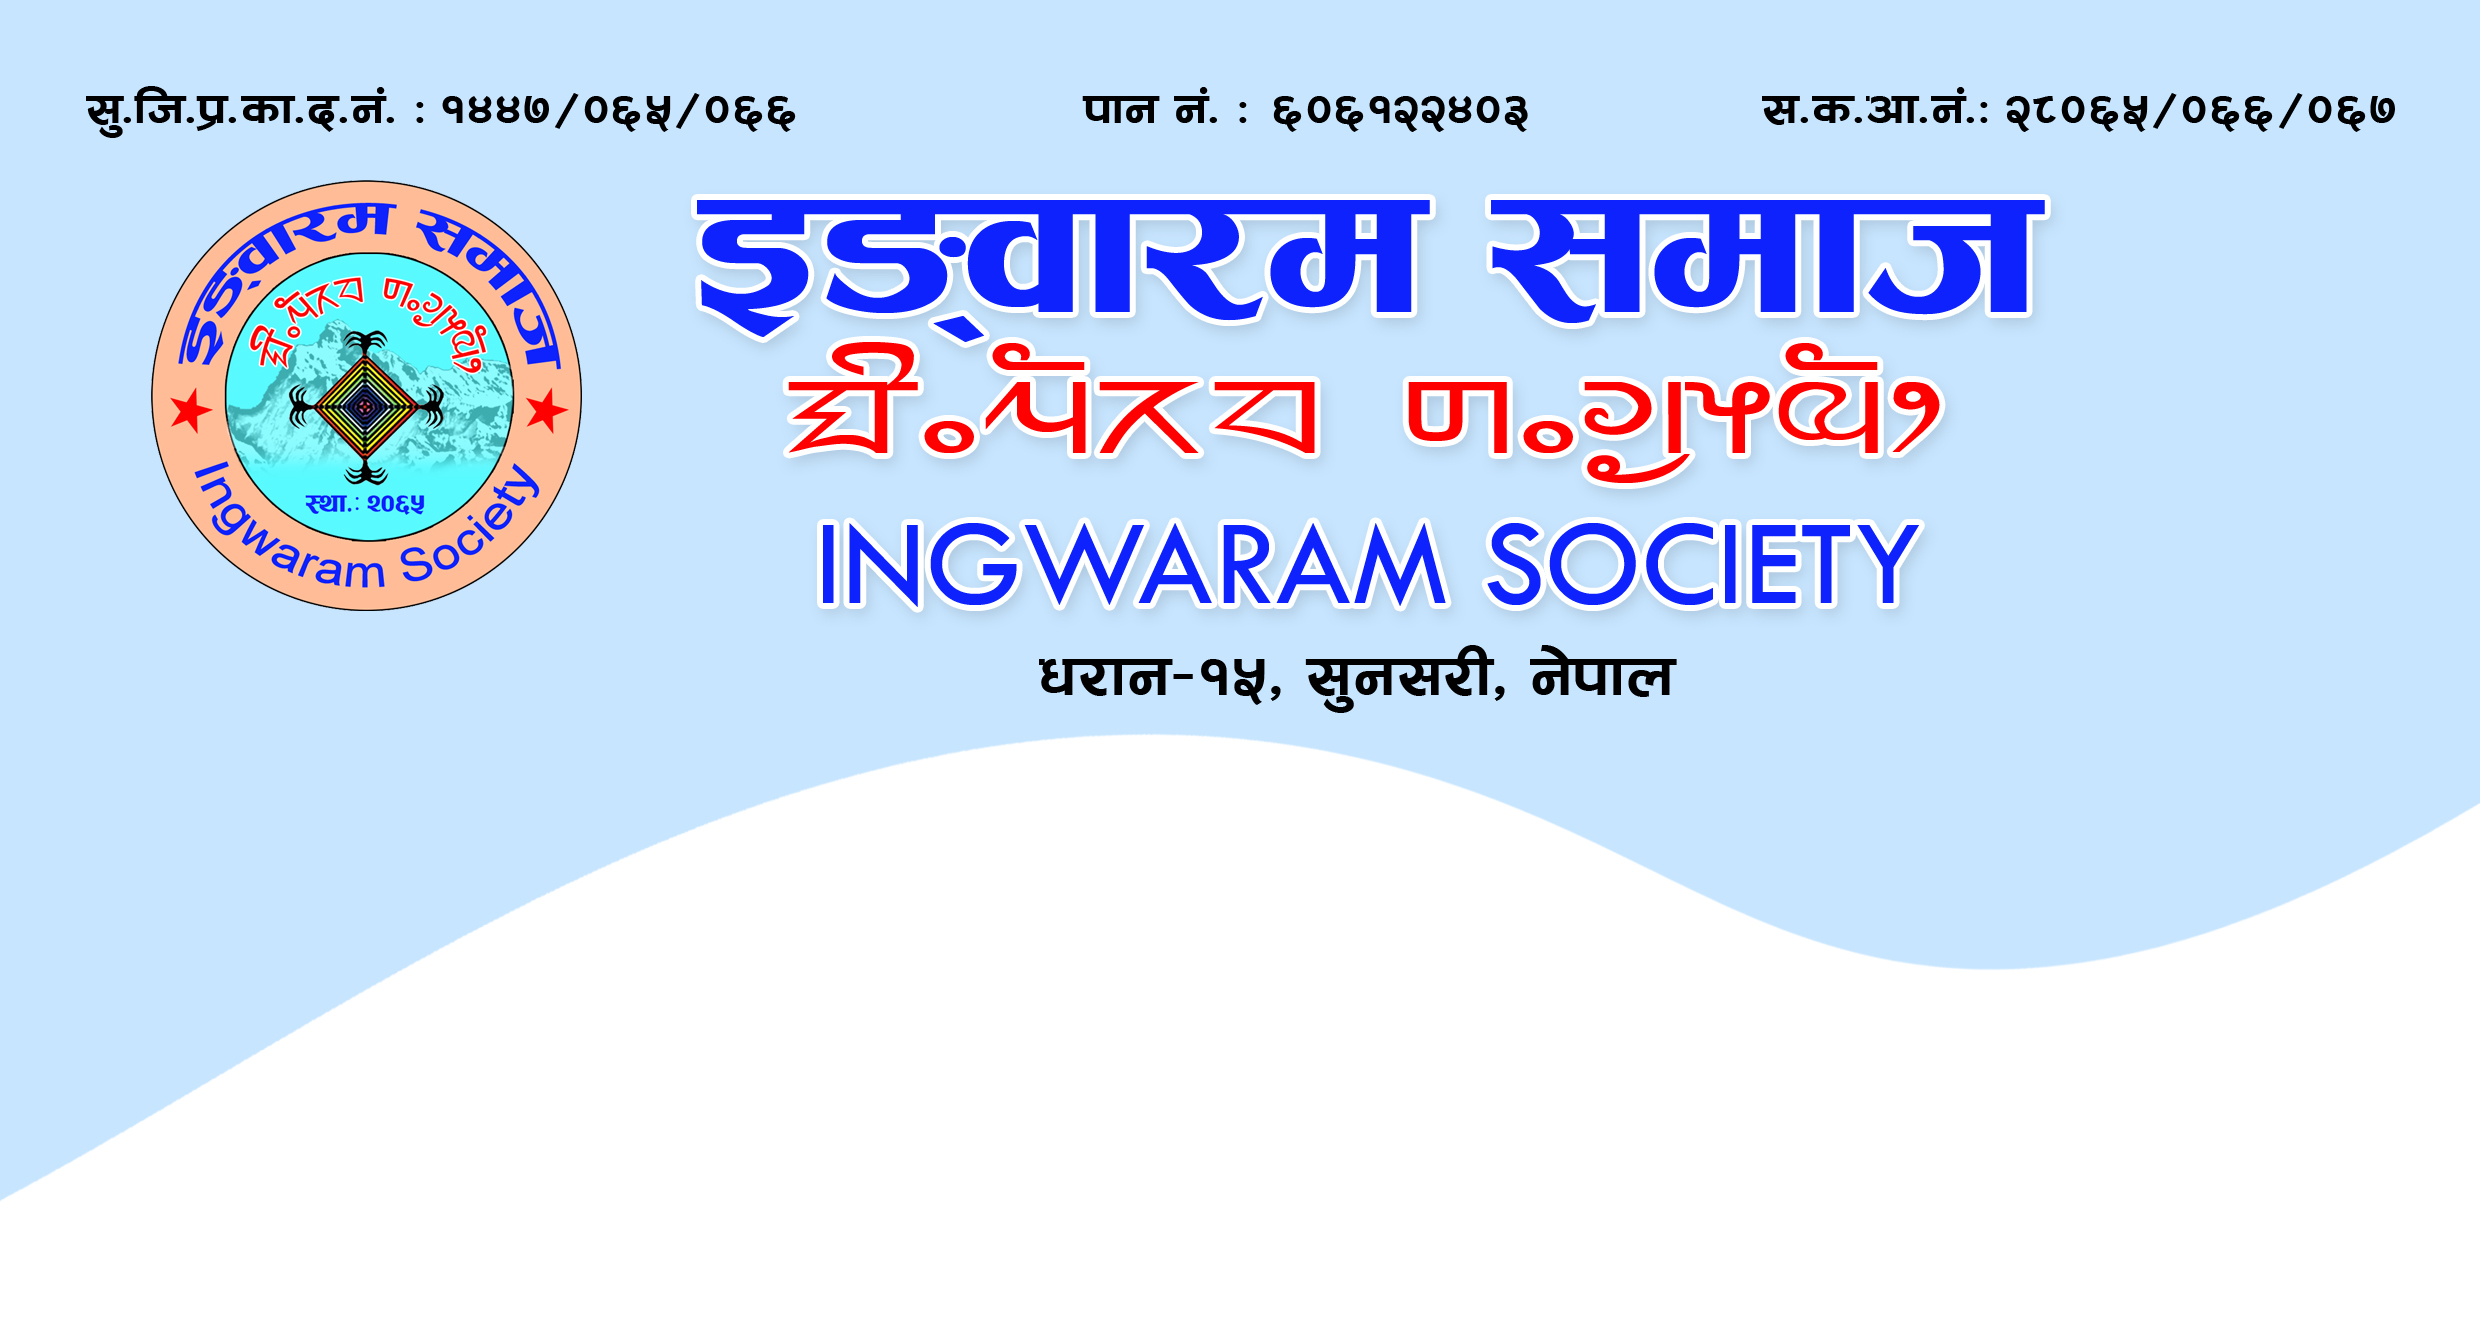 सु.जि.प्र.का.द.नं. : १४४७/०६५/०६६
पान नं. : ६०६१२२४०३
स.क.आ.नं.: २८०६५/०६६/०६७
इङ्वारम समाज
INGWARAM SOCIETY
धरान-१५, सुनसरी, नेपाल
इङ्वारम समाज
स्था.: २०६५
Ingwaram Society